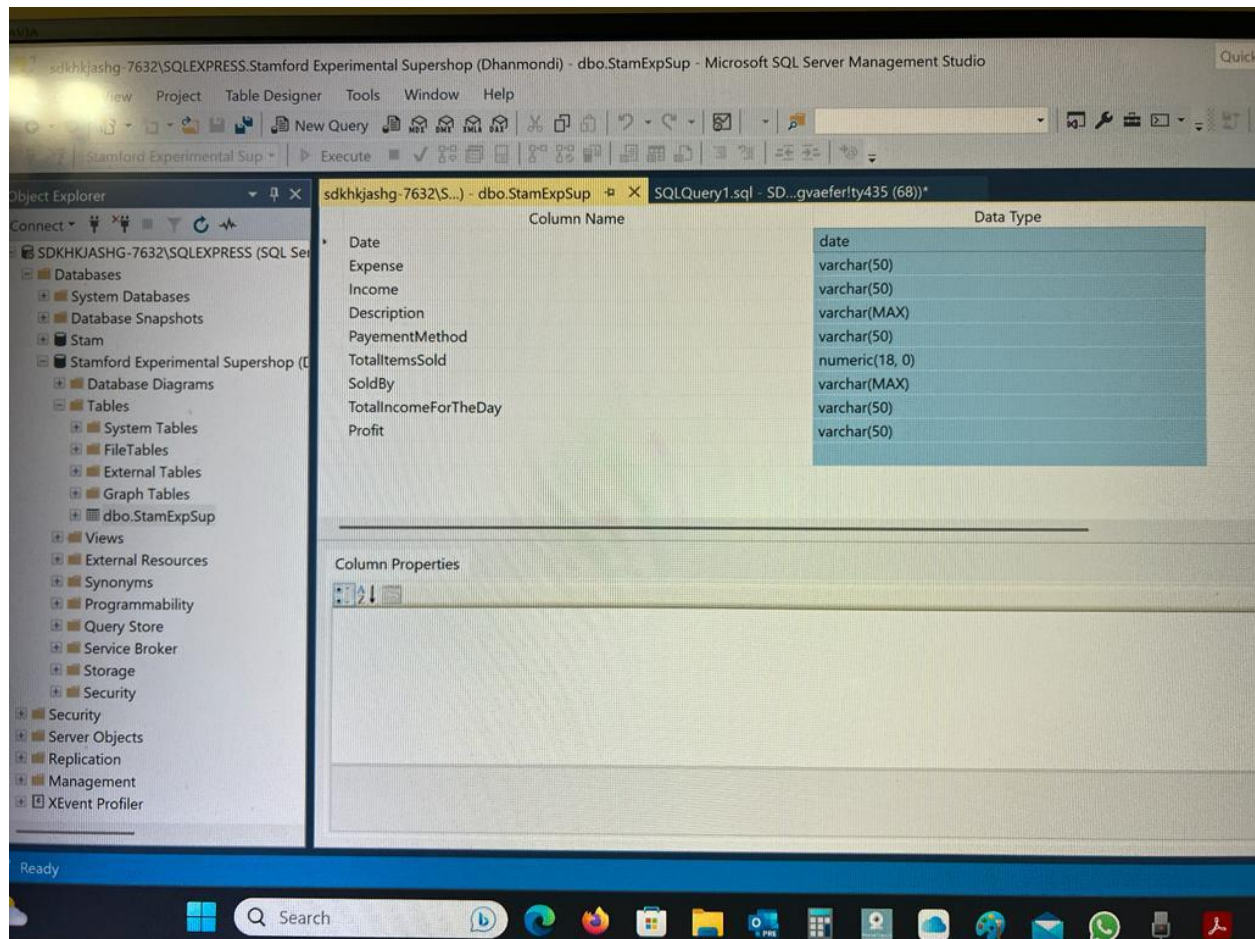 sdkhkjashg-7632\SQLEXPRESS.Stamford Experimental Supershop (Dhanmondi) - dbo.StamExpSup - Microsoft SQL Server Management Studio
Quick
View Project Table Designer Tools Window Help
New Query MDX DMX XMLA DAX
Stamford Experimental Sup Execute
Object Explorer
Connect
SDKHKJASHG-7632\SQLEXPRESS (SQL Ser
Databases
System Databases
Database Snapshots
Stam
Stamford Experimental Supershop (D
Database Diagrams
Tables
System Tables
FileTables
External Tables
Graph Tables
dbo.StamExpSup
Views
External Resources
Synonyms
Programmability
Query Store
Service Broker
Storage
Security
Security
Server Objects
Replication
Management
XEvent Profiler
sdkhkjashg-7632\S...) - dbo.StamExpSup SQLQuery1.sql - SD...gvaefer!ty435 (68))*
Column Name Data Type
Date date
Expense varchar(50)
Income varchar(50)
Description varchar(MAX)
PayementMethod varchar(50)
TotalItemsSold numeric(18, 0)
SoldBy varchar(MAX)
TotalIncomeForTheDay varchar(50)
Profit varchar(50)
Column Properties
Ready
Search